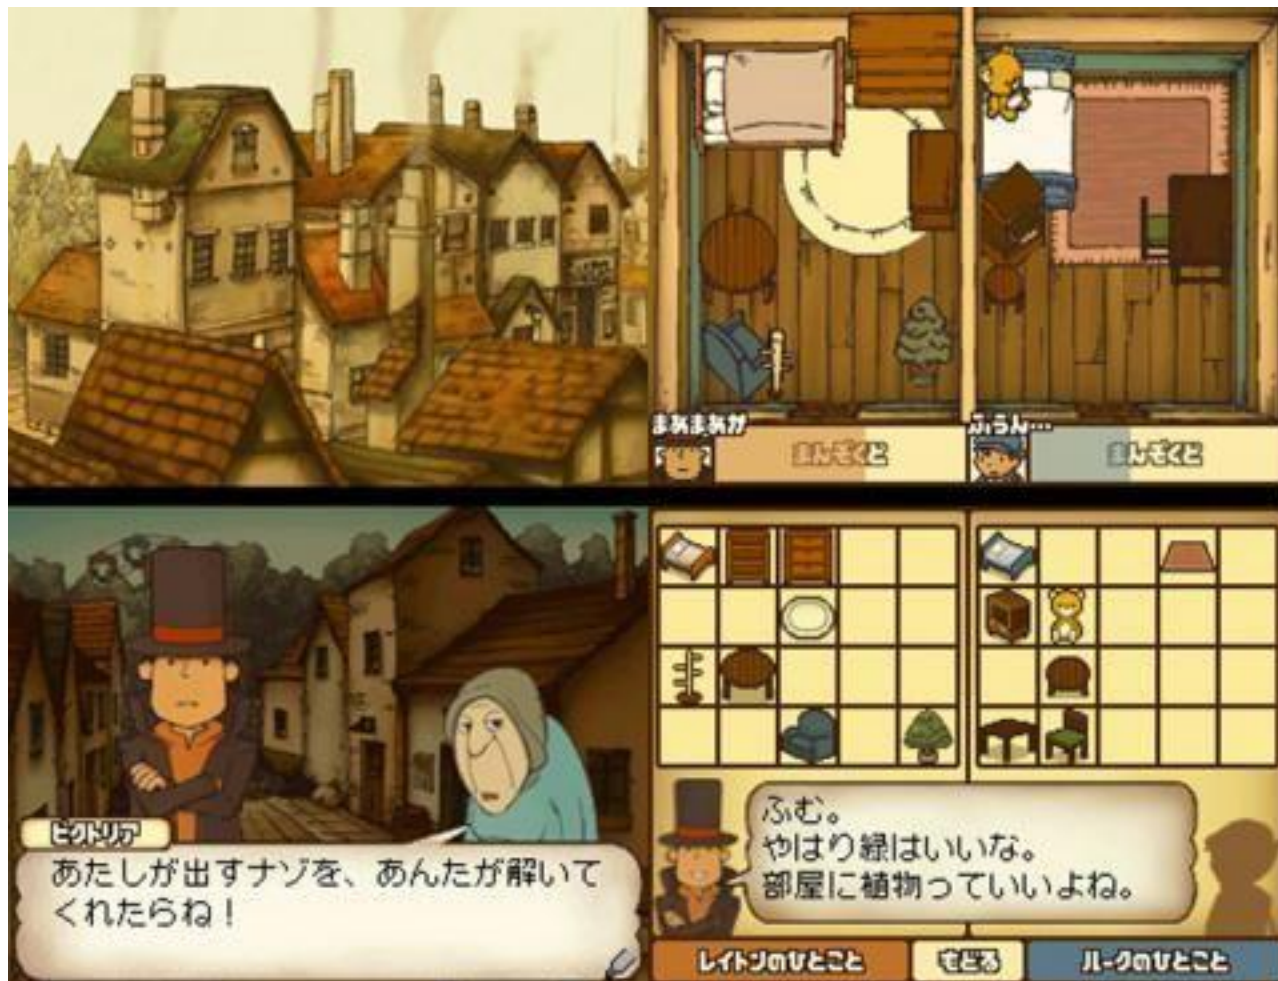 まあまあか
まんぞくど
ふうん…
まんぞくど
ビクトリア
あたしが出すナゾを、あんたが解いて
くれたらね！
ふむ。
やはり緑はいいな。
部屋に植物っていいよね。
レイトンのひとこと
もどる
ルークのひとこと